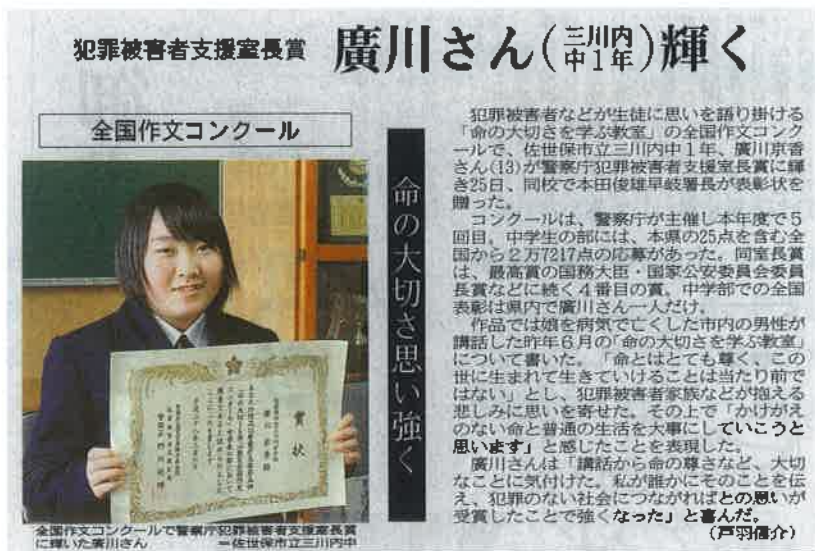 犯罪被害者支援室長賞
廣川さん(三川内中1年)輝く
全国作文コンクール
命の大切さ思い強く
賞状
全国作文コンクールで警察庁犯罪被害者支援室長賞
に輝いた廣川さん
=佐世保市立三川内中
犯罪被害者などが生徒に思いを語り掛ける
「命の大切さを学ぶ教室」の全国作文コンク
ールで、佐世保市立三川内中1年、廣川京香
さん(13)が警察庁犯罪被害者支援室長賞に輝
き25日、同校で本田俊雄早岐署長が表彰状を
贈った。
コンクールは、警察庁が主催し本年度で5
回目。中学生の部には、本県の25点を含む全
国から2万7217点の応募があった。同室長賞
は、最高賞の国務大臣・国家公安委員会委員
長賞などに続く4番目の賞。中学部での全国
表彰は県内で廣川さん一人だけ。
作品では娘を病気で亡くした市内の男性が
講話した昨年6月の「命の大切さを学ぶ教室」
について書いた。「命とはとても尊く、この
世に生まれて生きていけることは当たり前で
はない」とし、犯罪被害者家族などが抱える
悲しみに思いを寄せた。その上で「かけがえ
のない命と普通の生活を大事にしていこうと
思います」と感じたことを表現した。
廣川さんは「講話から命の尊さなど、大切
なことに気付けた。私が誰かにそのことを伝
え、犯罪のない社会につながればとの思いが
受賞したことで強くなった」と喜んだ。
(戸羽信介)